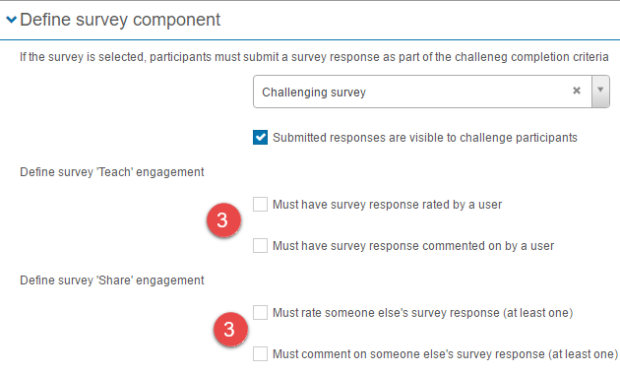 Define survey component
If the survey is selected, participants must submit a survey response as part of the challeneg completion criteria
Challenging survey
Submitted responses are visible to challenge participants
Define survey 'Teach' engagement
Must have survey response rated by a user
3
Must have survey response commented on by a user
Define survey 'Share' engagement
Must rate someone else's survey response (at least one)
3
Must comment on someone else's survey response (at least one)